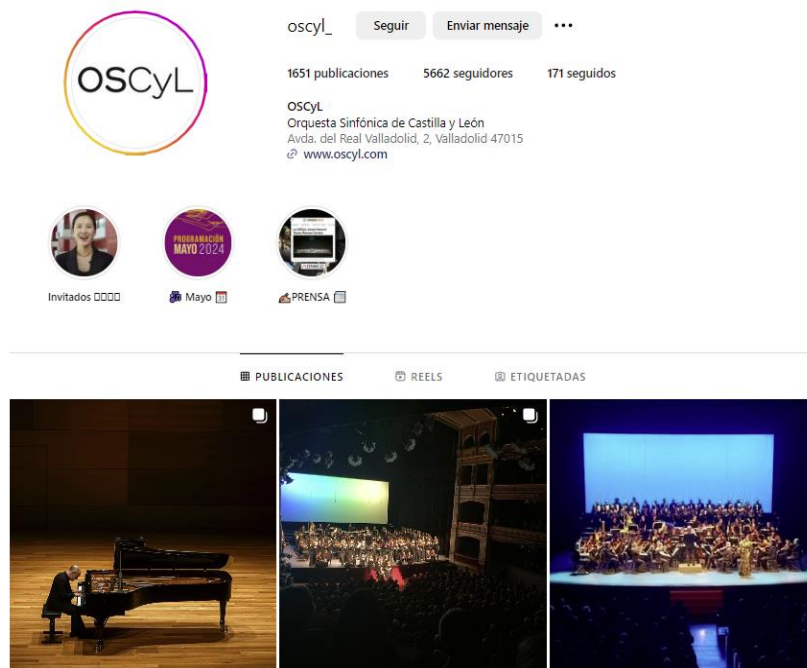 OSCyL
oscyl_ Seguir Enviar mensaje
1651 publicaciones 5662 seguidores 171 seguidos
OSCyL
Orquesta Sinfónica de Castilla y León
Avda. del Real Valladolid, 2, Valladolid 47015
www.oscyl.com
PROGRAMACIÓN
MAYO 2024
Invitados
Mayo
PRENSA
PUBLICACIONES REELS ETIQUETADAS